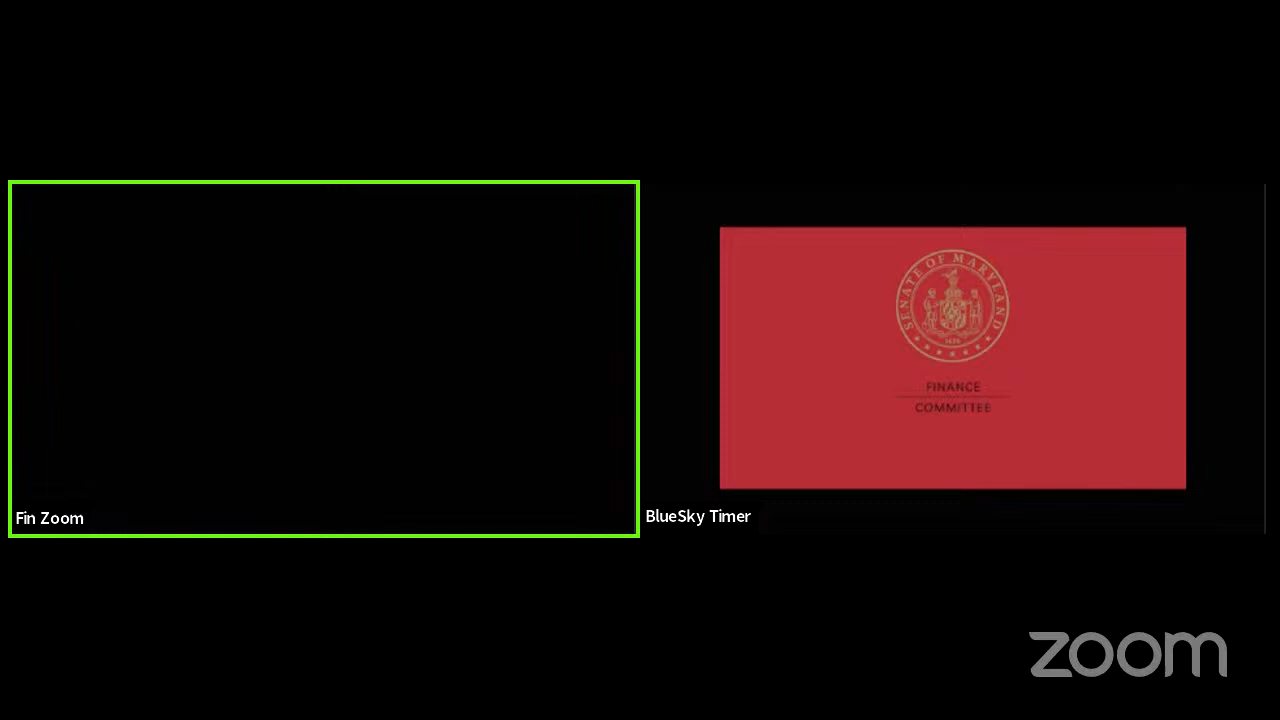 SENATE OF MARYLAND
FINANCE
COMMITTEE
Fin Zoom
BlueSky Timer
zoom